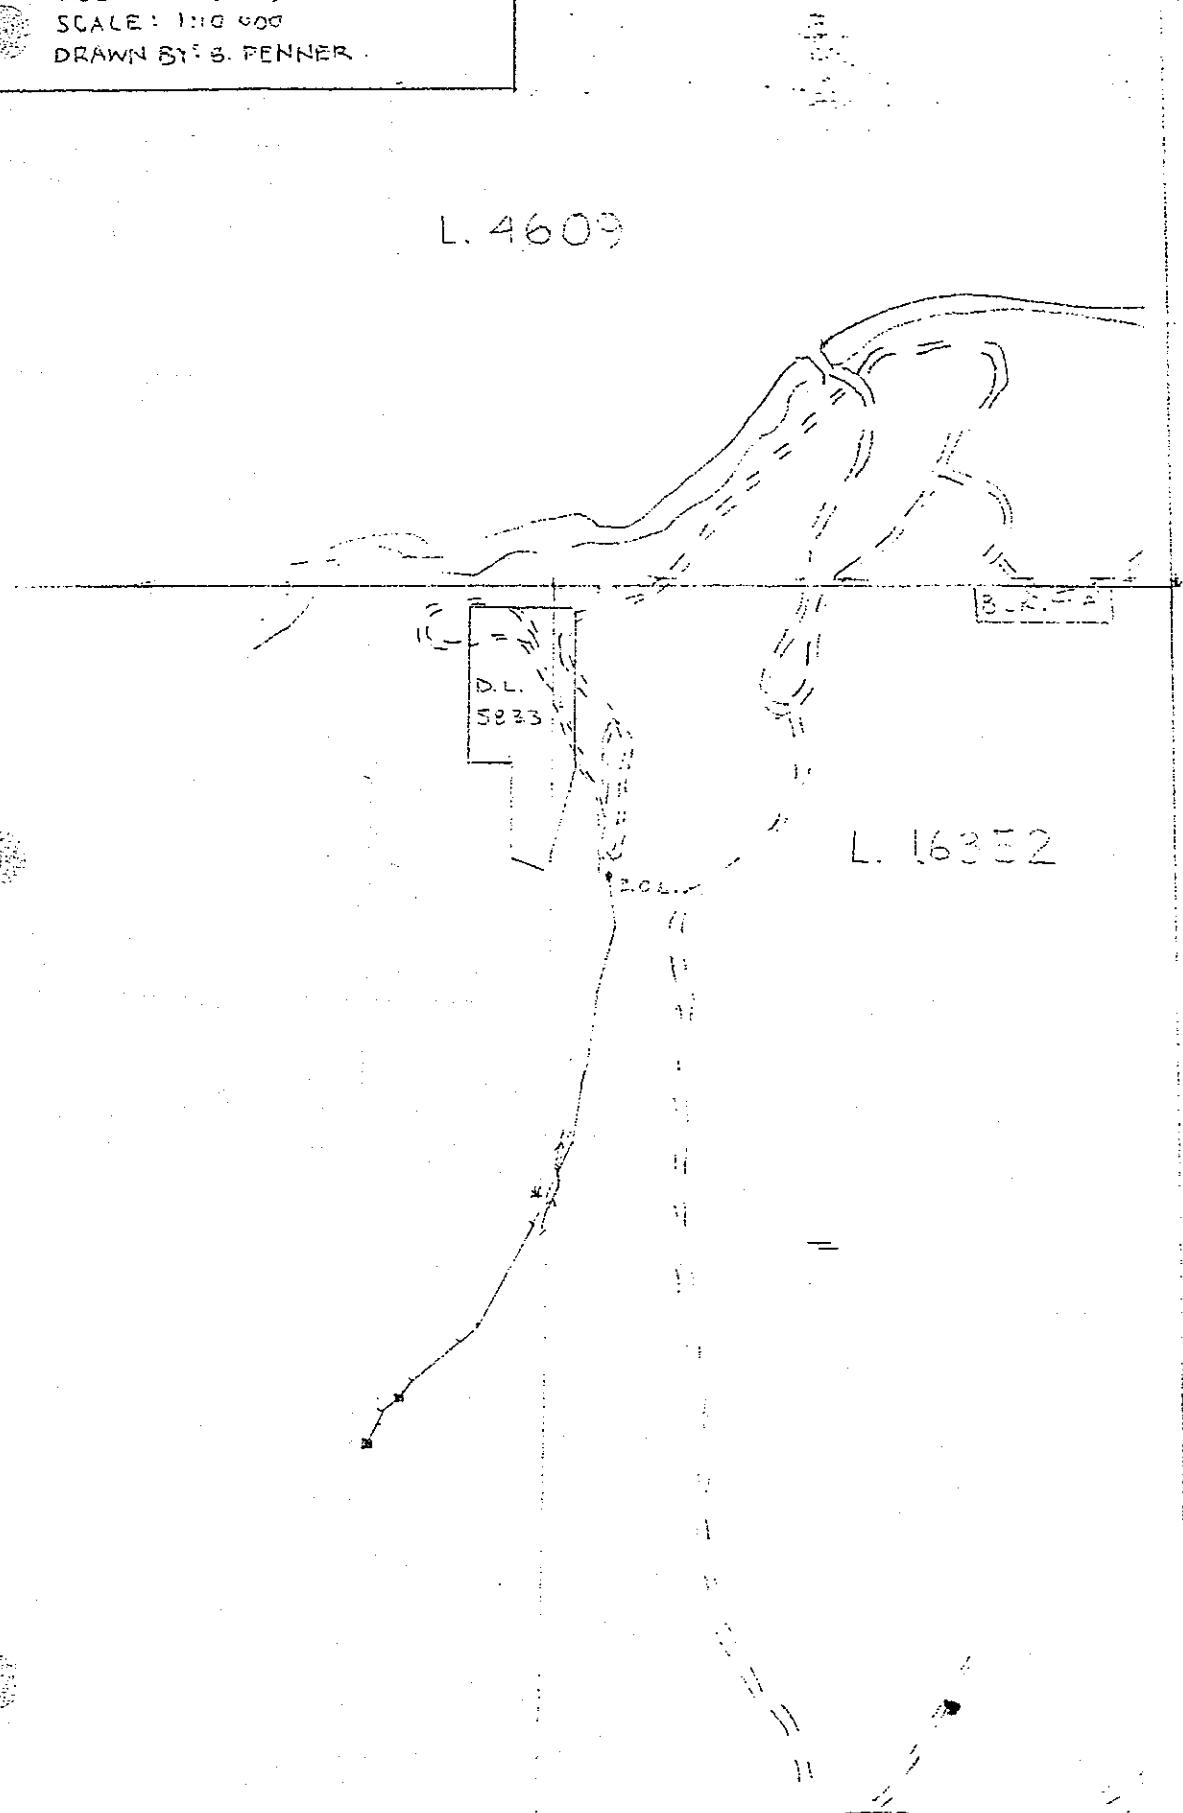 SCALE: 1:10 000
DRAWN BY: S. PENNER
L. 4609
D.L.
5833
L. 16352